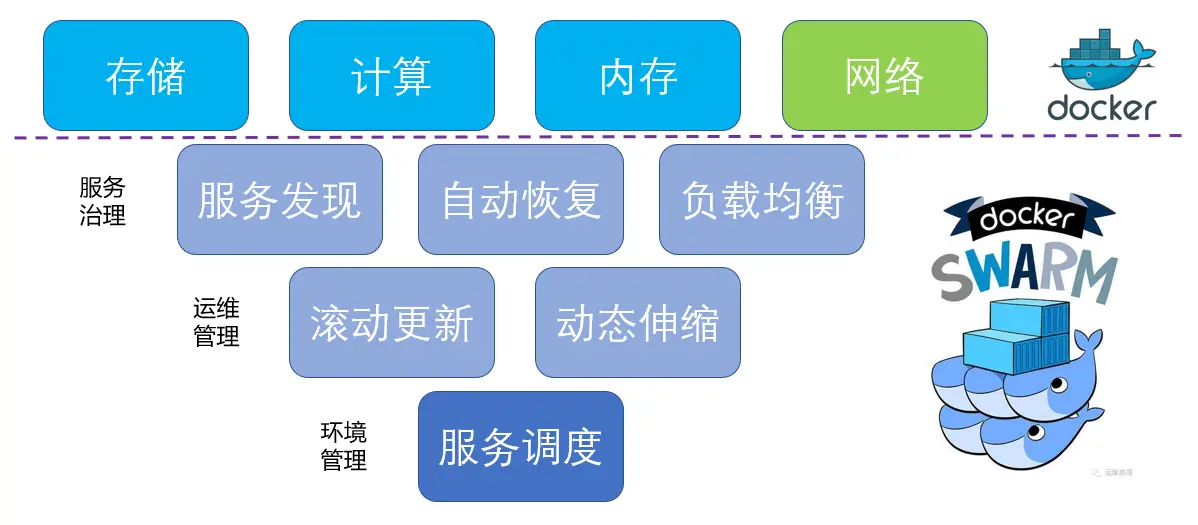 存储
计算
内存
网络
docker
服务
治理
服务发现
自动恢复
负载均衡
docker
SWARM
运维
管理
滚动更新
动态伸缩
环境
管理
服务调度